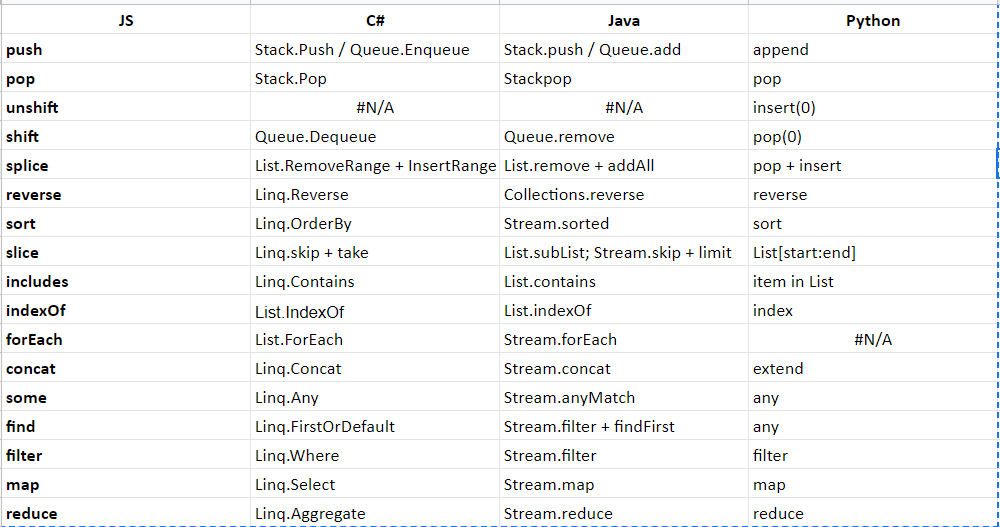 JS C# Java Python
push Stack.Push / Queue.Enqueue Stack.push / Queue.add append
pop Stack.Pop Stackpop pop
unshift #N/A #N/A insert(0)
shift Queue.Dequeue Queue.remove pop(0)
splice List.RemoveRange + InsertRange List.remove + addAll pop + insert
reverse Linq.Reverse Collections.reverse reverse
sort Linq.OrderBy Stream.sorted sort
slice Linq.skip + take List.subList; Stream.skip + limit List[start:end]
includes Linq.Contains List.contains item in List
indexOf List.IndexOf List.indexOf index
forEach List.ForEach Stream.forEach #N/A
concat Linq.Concat Stream.concat extend
some Linq.Any Stream.anyMatch any
find Linq.FirstOrDefault Stream.filter + findFirst any
filter Linq.Where Stream.filter filter
map Linq.Select Stream.map map
reduce Linq.Aggregate Stream.reduce reduce